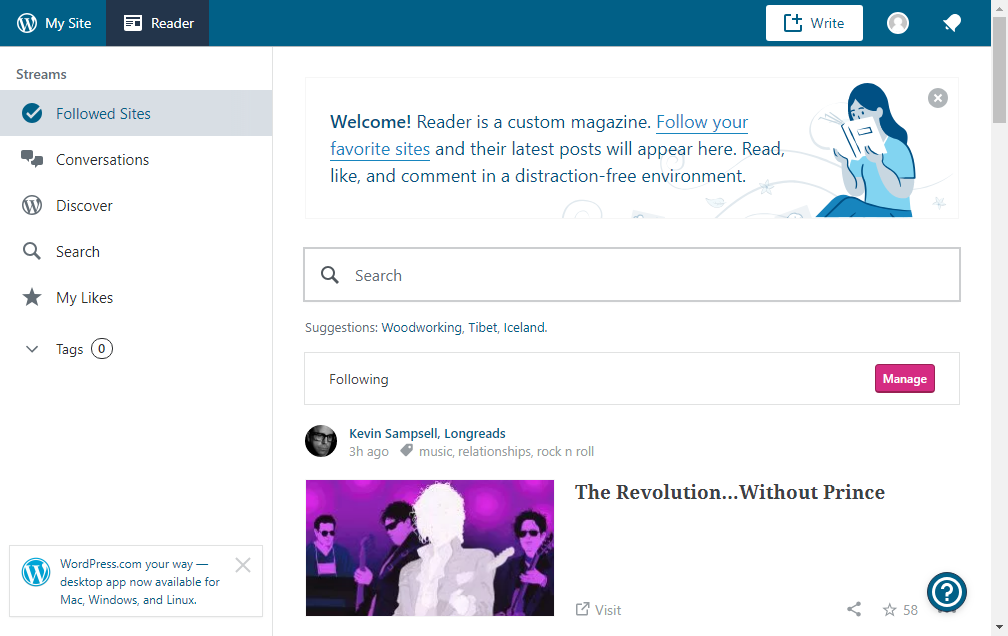 My Site
Reader
Write
Streams
Followed Sites
Conversations
Discover
Search
My Likes
Tags 0
WordPress.com your way —
desktop app now available for
Mac, Windows, and Linux.
Welcome! Reader is a custom magazine. Follow your
favorite sites and their latest posts will appear here. Read,
like, and comment in a distraction-free environment.
Search
Suggestions: Woodworking, Tibet, Iceland.
Following
Manage
Kevin Sampsell, Longreads
3h ago music, relationships, rock n roll
The Revolution…Without Prince
Visit
58